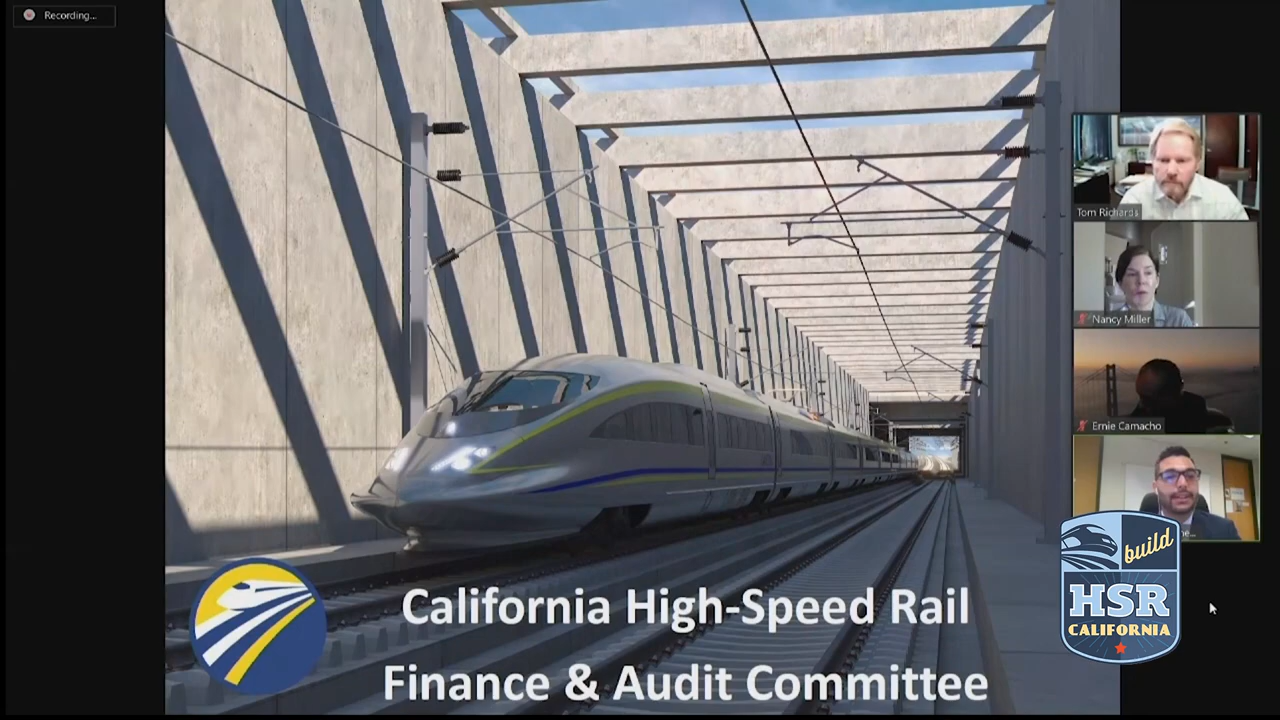 Recording...
Tom Richards
Nancy Miller
Ernie Camacho
build
HSR
CALIFORNIA
California High-Speed Rail
Finance & Audit Committee